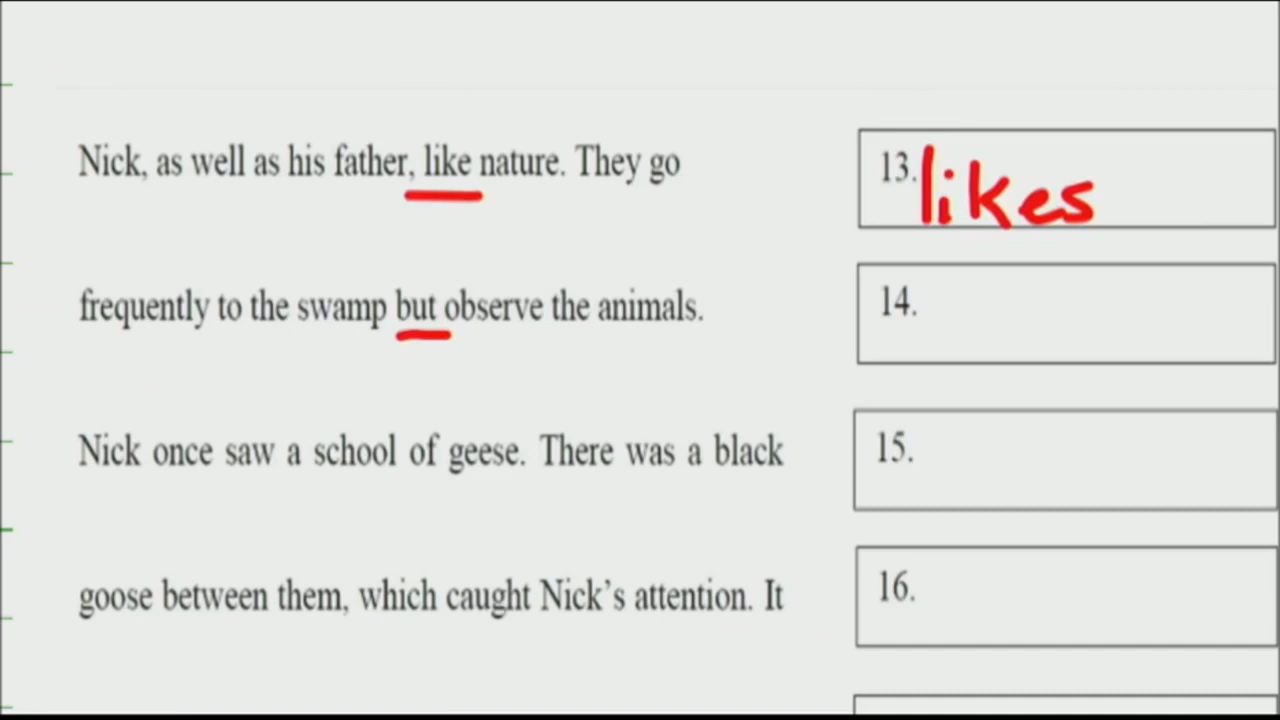 Nick, as well as his father, like nature. They go
13. likes
frequently to the swamp but observe the animals.
14.
Nick once saw a school of geese. There was a black
15.
goose between them, which caught Nick's attention. It
16.